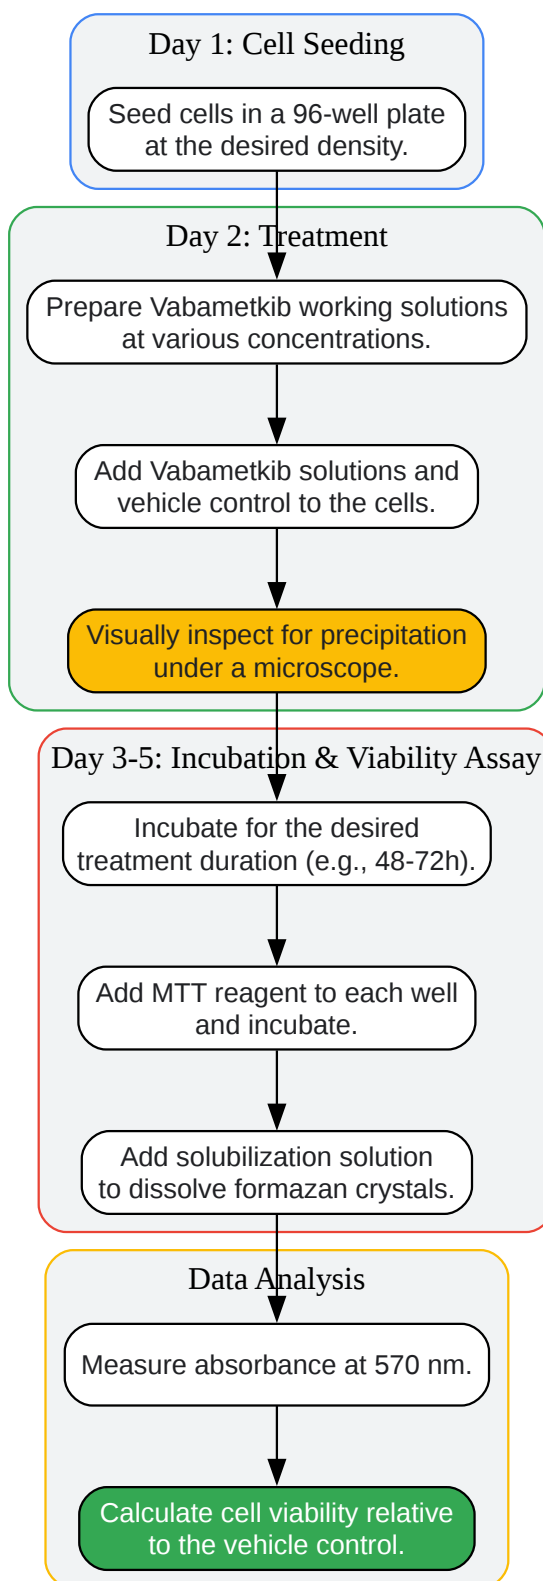 Day 1: Cell Seeding
Seed cells in a 96-well plate
at the desired density.
Day 2: Treatment
Prepare Vabametkib working solutions
at various concentrations.
Add Vabametkib solutions and
vehicle control to the cells.
Visually inspect for precipitation
under a microscope.
Day 3-5: Incubation & Viability Assay
Incubate for the desired
treatment duration (e.g., 48-72h).
Add MTT reagent to each well
and incubate.
Add solubilization solution
to dissolve formazan crystals.
Data Analysis
Measure absorbance at 570 nm.
Calculate cell viability relative
to the vehicle control.